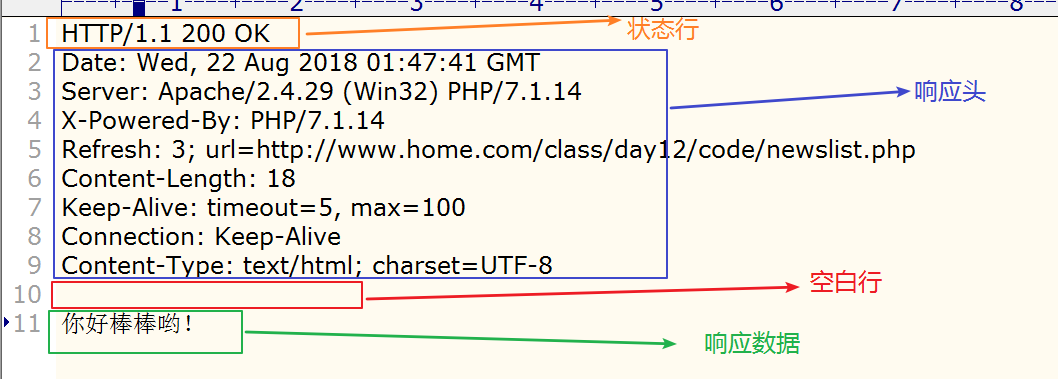 1 2 3 4 5 6 7 8
1 HTTP/1.1 200 OK 状态行
2 Date: Wed, 22 Aug 2018 01:47:41 GMT
3 Server: Apache/2.4.29 (Win32) PHP/7.1.14 响应头
4 X-Powered-By: PHP/7.1.14
5 Refresh: 3; url=http://www.home.com/class/day12/code/newslist.php
6 Content-Length: 18
7 Keep-Alive: timeout=5, max=100
8 Connection: Keep-Alive
9 Content-Type: text/html; charset=UTF-8
10 空白行
11 你好棒棒哟！ 响应数据